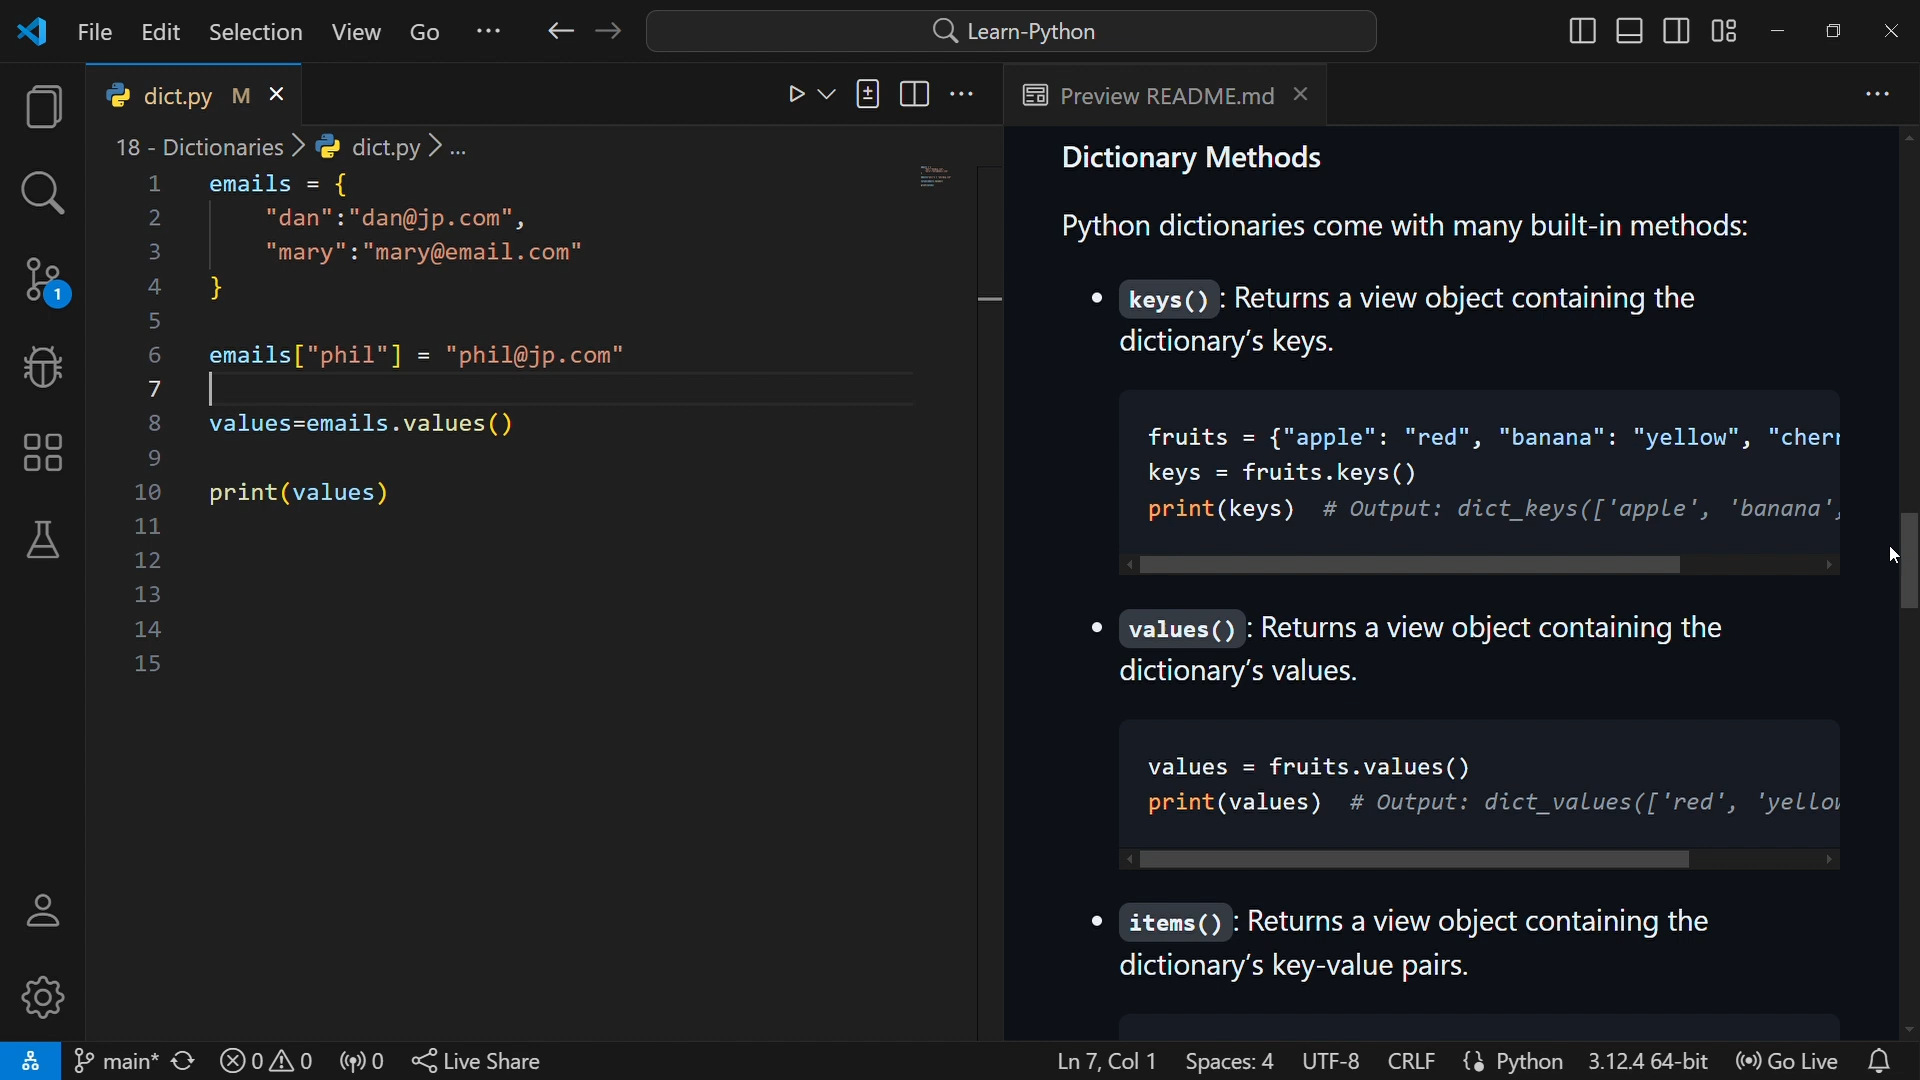 File Edit Selection View Go ··· Learn-Python
dict.py M
18 - Dictionaries > dict.py > ...
1 emails = {
2 "dan":"dan@jp.com",
3 "mary":"mary@email.com"
4 }
5
6 emails["phil"] = "phil@jp.com"
7
8 values=emails.values()
9
10 print(values)
11
12
13
14
15
Preview README.md
Dictionary Methods
Python dictionaries come with many built-in methods:
• keys(): Returns a view object containing the
dictionary's keys.
fruits = {"apple": "red", "banana": "yellow", "cherr
keys = fruits.keys()
print(keys) # Output: dict_keys(['apple', 'banana',
• values(): Returns a view object containing the
dictionary's values.
values = fruits.values()
print(values) # Output: dict_values(['red', 'yellow
• items(): Returns a view object containing the
dictionary's key-value pairs.
1
main* 0 0 0 Live Share Ln 7, Col 1 Spaces: 4 UTF-8 CRLF {} Python 3.12.4 64-bit Go Live